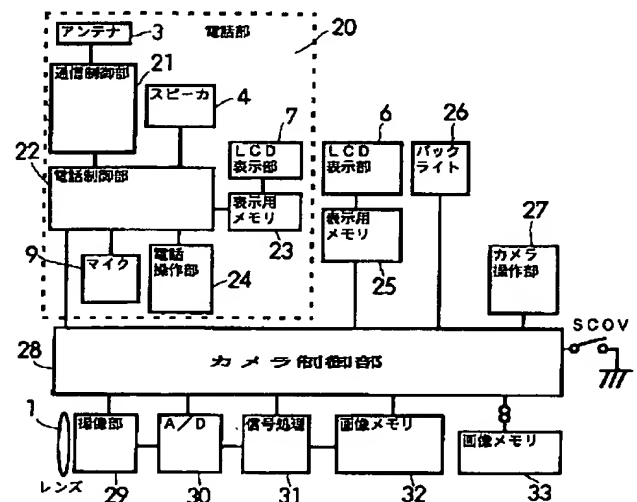 アンテナ
3
電話部
20
通信制御部
21
スピーカ
4
7
6
26
LCD
表示部
LCD
表示部
バック
ライト
22
電話制御部
表示用
メモリ
表示用
メモリ
27
23
25
9
マイク
電話
操作部
24
カメラ
操作部
SCOV
28
カメラ制御部
1
撮像部
A/D
信号処理
画像メモリ
画像メモリ
レンズ
29
30
31
32
33